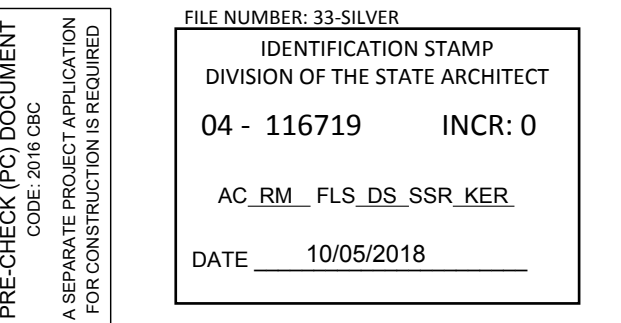 PRE-CHECK (PC) DOCUMENT
CODE: 2016 CBC
A SEPARATE PROJECT APPLICATION
FOR CONSTRUCTION IS REQUIRED
FILE NUMBER: 33-SILVER
IDENTIFICATION STAMP
DIVISION OF THE STATE ARCHITECT
04 - 116719 INCR: 0
AC RM FLS DS SSR KER
DATE 10/05/2018